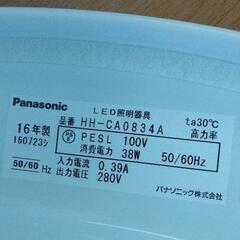 Panasonic
LED照明器具
ta30℃
品番 HH-CA0834A
高力率
16年製
160723シ
PESL 100V
消費電力 38W 50/60Hz
50/60 Hz
入力電流 0.39A
出力電圧 280V
パナソニック株式会社